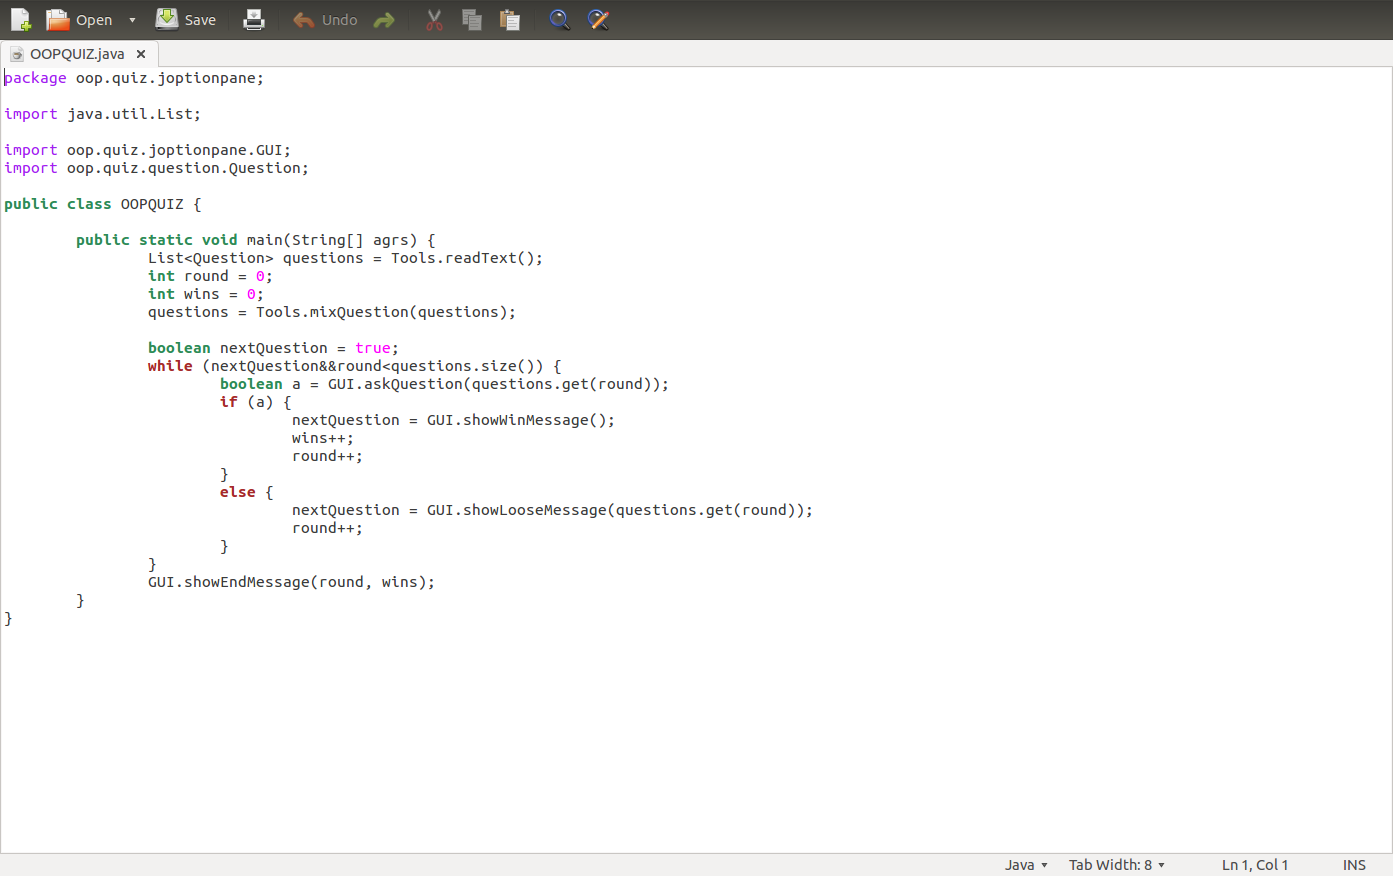 Open Save Undo
OOPQUIZ.java
package oop.quiz.joptionpane;
import java.util.List;
import oop.quiz.joptionpane.GUI;
import oop.quiz.question.Question;
public class OOPQUIZ {
public static void main(String[] agrs) {
List<Question> questions = Tools.readText();
int round = 0;
int wins = 0;
questions = Tools.mixQuestion(questions);
boolean nextQuestion = true;
while (nextQuestion&&round<questions.size()) {
boolean a = GUI.askQuestion(questions.get(round));
if (a) {
nextQuestion = GUI.showWinMessage();
wins++;
round++;
}
else {
nextQuestion = GUI.showLooseMessage(questions.get(round));
round++;
}
}
GUI.showEndMessage(round, wins);
}
}
Java Tab Width: 8 Ln 1, Col 1 INS